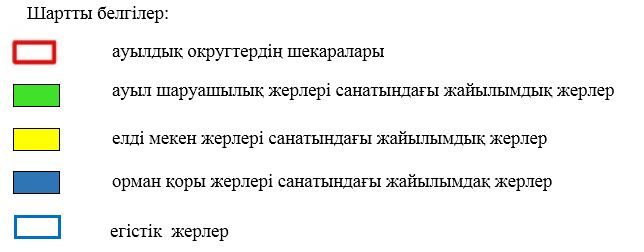 Шартты белгілер:
ауылдық округтердің шекаралары
ауыл шаруашылық жерлері санатындағы жайылымдық жерлер
елді мекен жерлері санатындағы жайылымдық жерлер
орман қоры жерлері санатындағы жайылымдақ жерлер
егістік жерлер